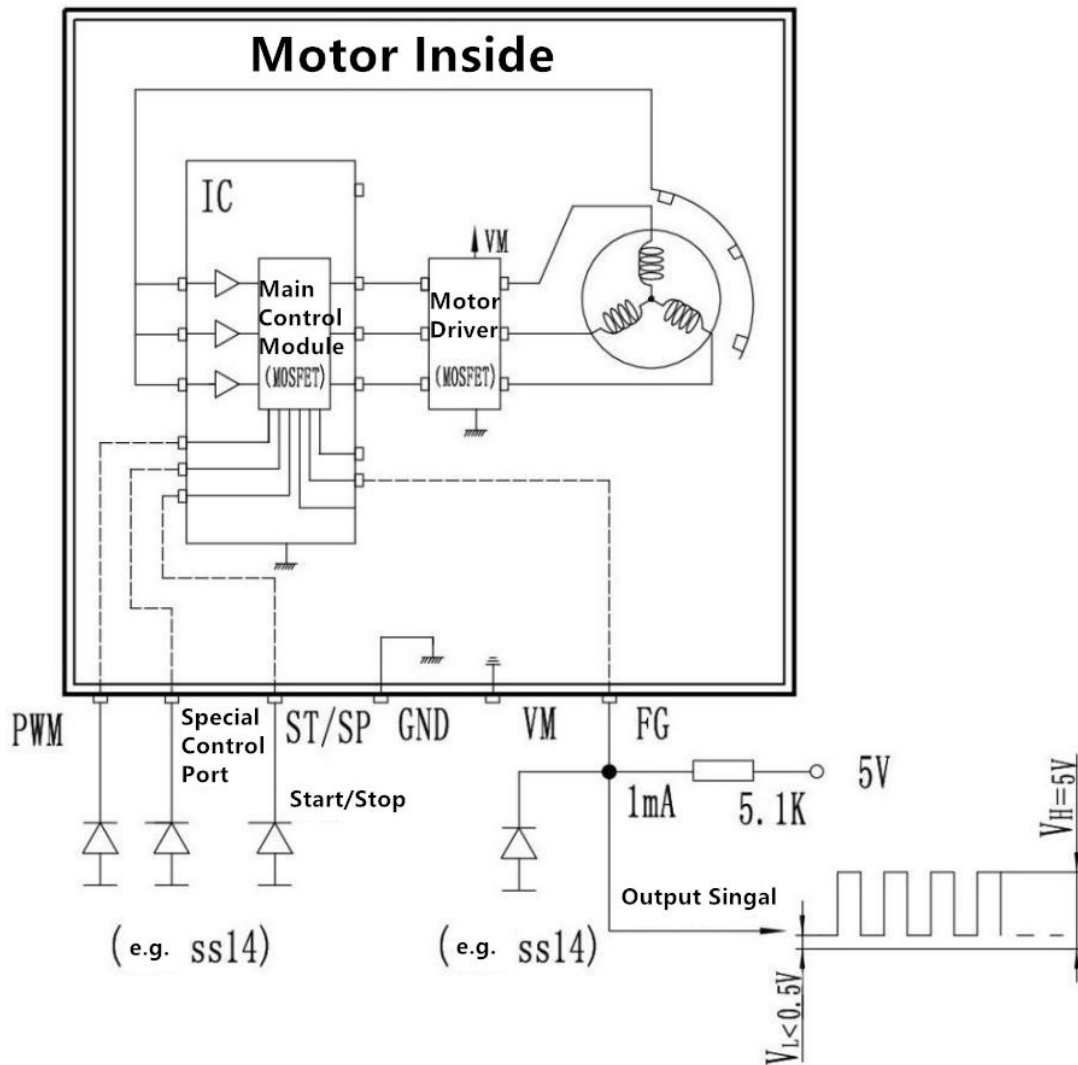 Motor Inside
IC
VM
Main
Control
Module
(MOSFET)
Motor
Driver
(MOSFET)
PWM
Special
Control
Port
ST/SP
GND
VM
FG
Start/Stop
1mA
5.1K
5V
VH=5V
Output Singal
(e.g. ss14)
(e.g. ss14)
VL<0.5V